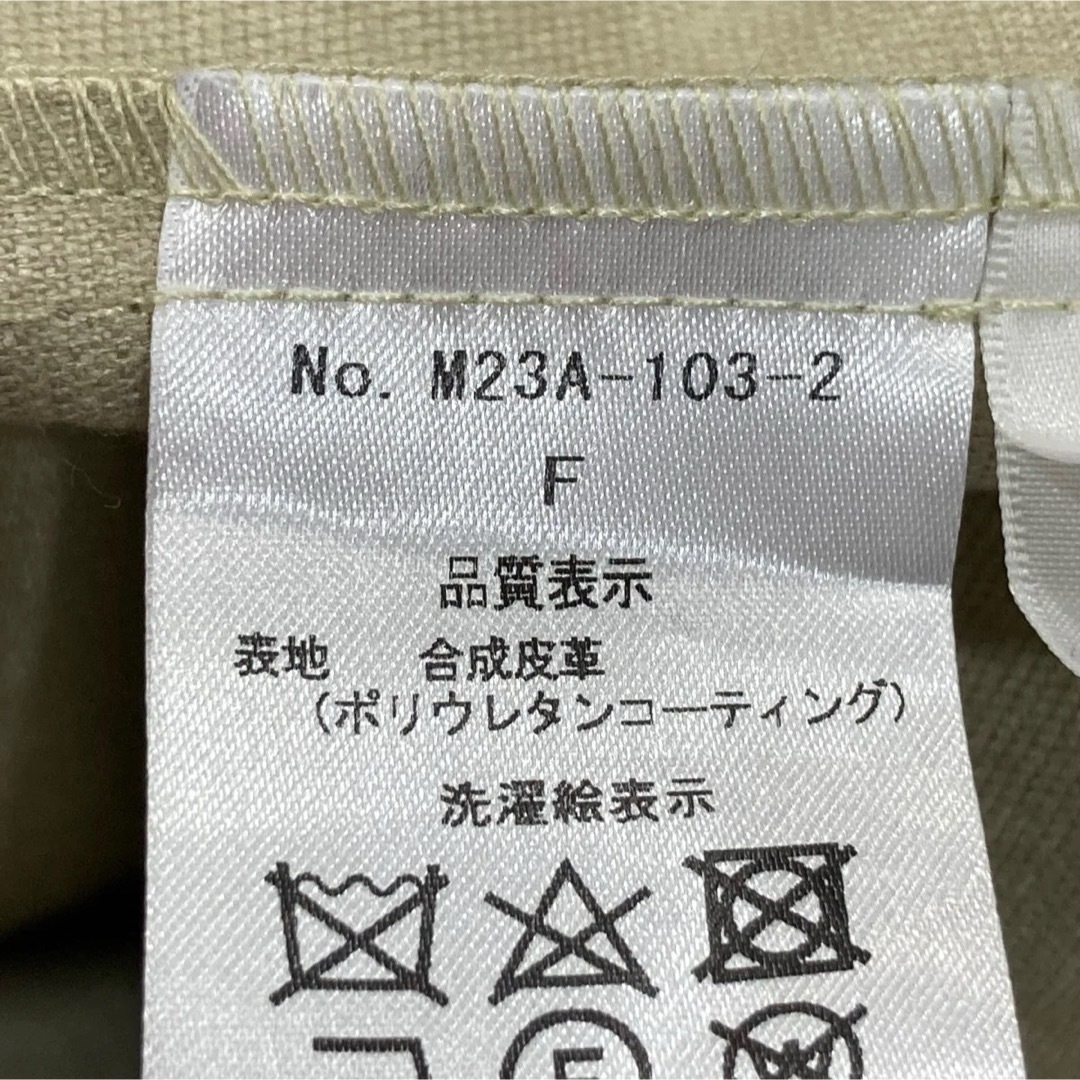 No. M23A-103-2
F
品質表示
表地　合成皮革
(ポリウレタンコーティング)
洗濯絵表示